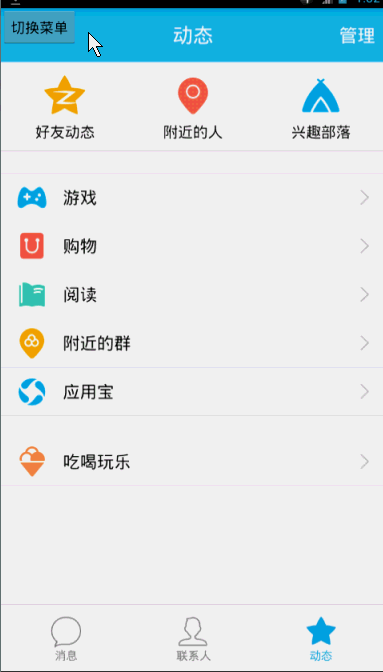 切换菜单
动态
管理
好友动态
附近的人
兴趣部落
游戏
购物
阅读
附近的群
应用宝
吃喝玩乐
消息
联系人
动态